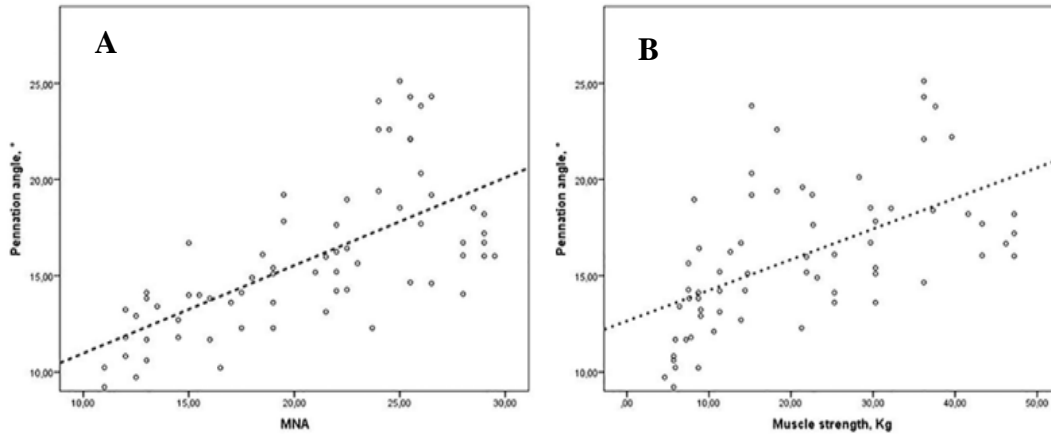 A
B
25,00
20,00
15,00
10,00
Pennation angle, °
10,00 15,00 20,00 25,00 30,00
MNA
25,00
20,00
15,00
10,00
Pennation angle, °
,00 10,00 20,00 30,00 40,00 50,00
Muscle strength, Kg